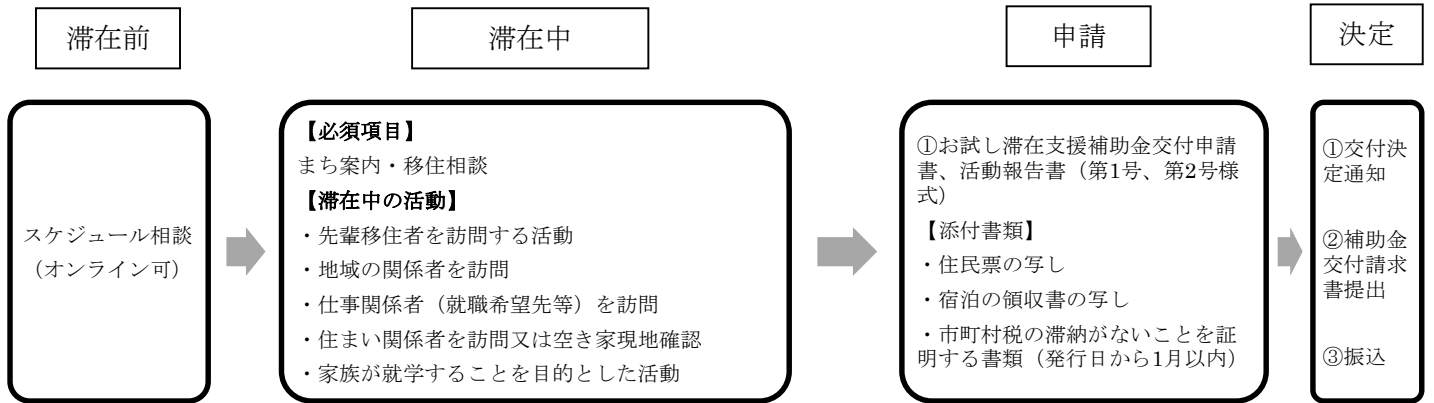 滞在前
滞在中
申請
決定
スケジュール相談
（オンライン可）
【必須項目】
まち案内・移住相談
【滞在中の活動】
・先輩移住者を訪問する活動
・地域の関係者を訪問
・仕事関係者（就職希望先等）を訪問
・住まい関係者を訪問又は空き家現地確認
・家族が就学することを目的とした活動
①お試し滞在支援補助金交付申請
書、活動報告書（第1号、第2号様
式）
【添付書類】
・住民票の写し
・宿泊の領収書の写し
・市町村税の滞納がないことを証
明する書類（発行日から1月以内）
①交付決
定通知
②補助金
交付請求
書提出
③振込